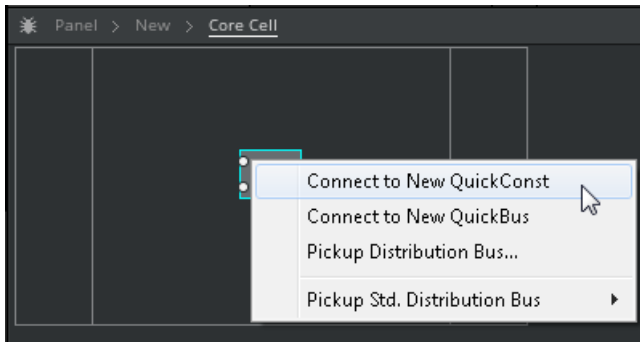 Panel > New > Core Cell
Connect to New QuickConst
Connect to New QuickBus
Pickup Distribution Bus...
Pickup Std. Distribution Bus